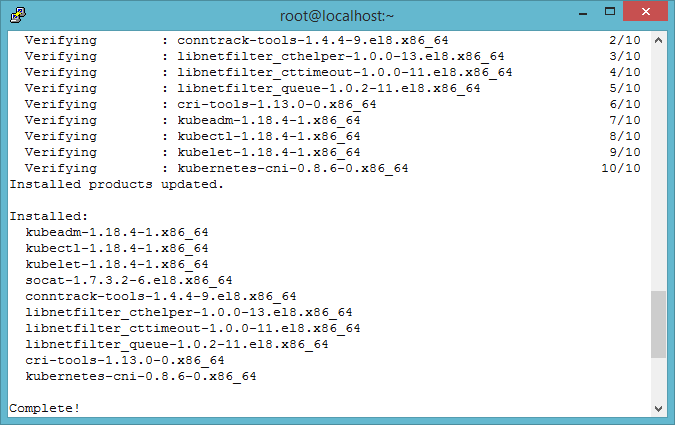 root@localhost:~
Verifying : conntrack-tools-1.4.4-9.el8.x86_64 2/10
Verifying : libnetfilter_cthelper-1.0.0-13.el8.x86_64 3/10
Verifying : libnetfilter_cttimeout-1.0.0-11.el8.x86_64 4/10
Verifying : libnetfilter_queue-1.0.2-11.el8.x86_64 5/10
Verifying : cri-tools-1.13.0-0.x86_64 6/10
Verifying : kubeadm-1.18.4-1.x86_64 7/10
Verifying : kubectl-1.18.4-1.x86_64 8/10
Verifying : kubelet-1.18.4-1.x86_64 9/10
Verifying : kubernetes-cni-0.8.6-0.x86_64 10/10
Installed products updated.
Installed:
kubeadm-1.18.4-1.x86_64
kubectl-1.18.4-1.x86_64
kubelet-1.18.4-1.x86_64
socat-1.7.3.2-6.el8.x86_64
conntrack-tools-1.4.4-9.el8.x86_64
libnetfilter_cthelper-1.0.0-13.el8.x86_64
libnetfilter_cttimeout-1.0.0-11.el8.x86_64
libnetfilter_queue-1.0.2-11.el8.x86_64
cri-tools-1.13.0-0.x86_64
kubernetes-cni-0.8.6-0.x86_64
Complete!